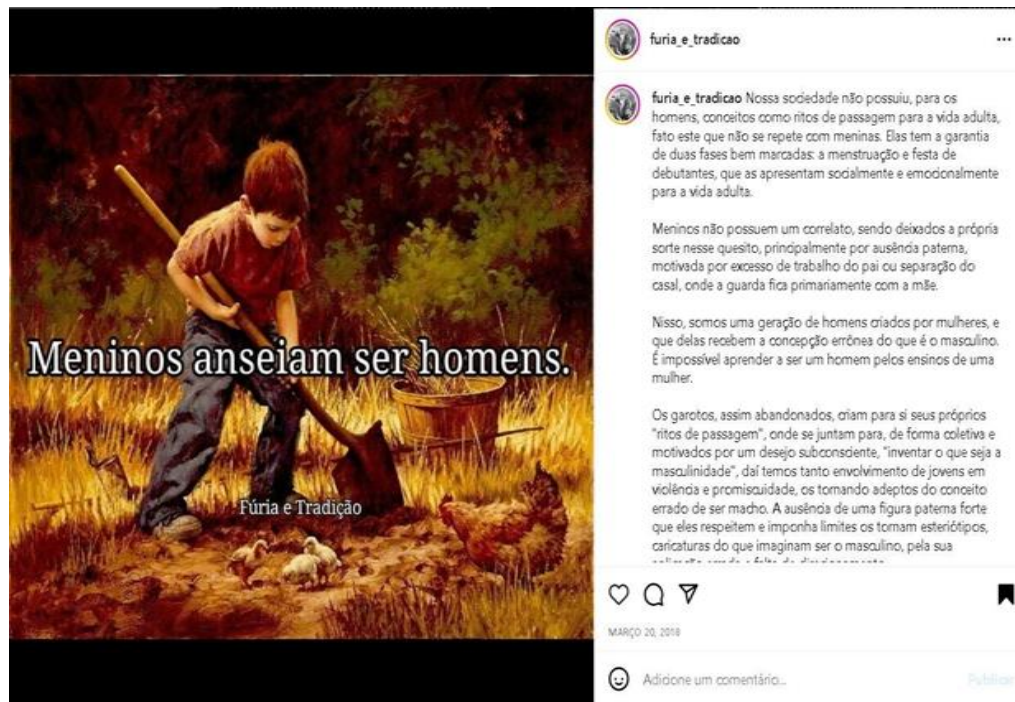 Meninos anseiam ser homens.
Fúria e Tradição
furia_e_tradicao
furia_e_tradicao Nossa sociedade não possuiu, para os
homens, conceitos como ritos de passagem para a vida adulta,
fato este que não se repete com meninas. Elas tem a garantia
de duas fases bem marcadas: a menstruação e festa de
debutantes, que as apresentam socialmente e emocionalmente
para a vida adulta.
Meninos não possuem um correlato, sendo deixados a própria
sorte nesse quesito, principalmente por ausência paterna,
motivada por excesso de trabalho do pai ou separação do
casal, onde a guarda fica primariamente com a mãe.
Nisso, somos uma geração de homens criados por mulheres, e
que delas recebem a concepção errônea do que é o masculino.
É impossível aprender a ser um homem pelos ensinos de uma
mulher.
Os garotos, assim abandonados, criam para si seus próprios
"ritos de passagem", onde se juntam para, de forma coletiva e
motivados por um desejo subconsciente, "inventar o que seja a
masculinidade", daí temos tanto envolvimento de jovens em
violência e promiscuidade, os tornando adeptos do conceito
errado de ser macho. A ausência de uma figura paterna forte
que eles respeitem e imponha limites os tornam esteriótipos,
caricaturas do que imaginam ser o masculino, pela sua
MARÇO 20, 2018
Adicione um comentário...
Publicar